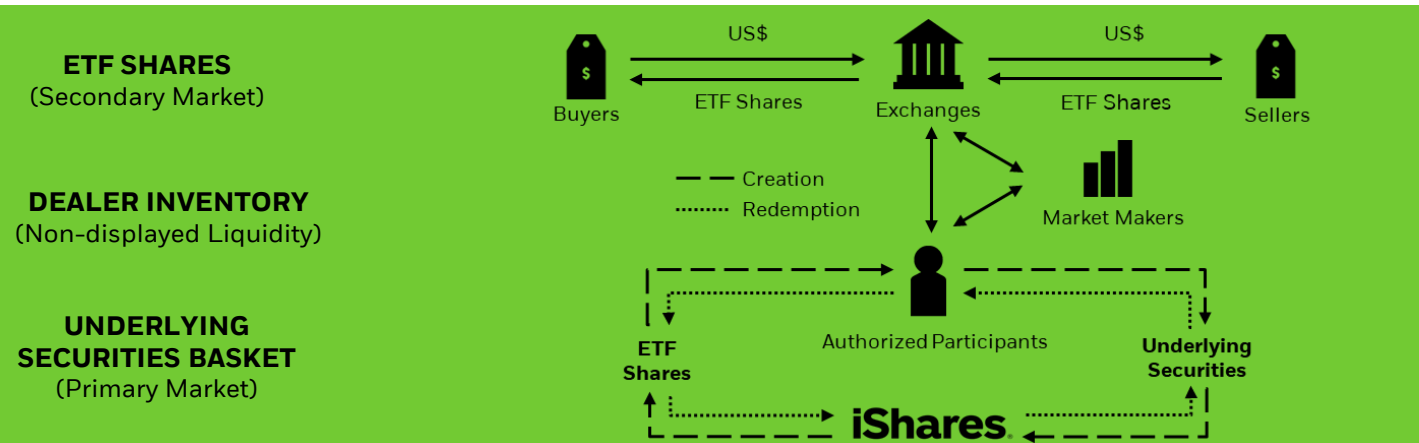 ETF SHARES
(Secondary Market)
US$
US$
$
$
ETF Shares
ETF Shares
Buyers
Exchanges
Sellers
DEALER INVENTORY
(Non-displayed Liquidity)
Creation
Redemption
Market Makers
UNDERLYING
SECURITIES BASKET
(Primary Market)
Authorized Participants
ETF
Shares
Underlying
Securities
iShares®